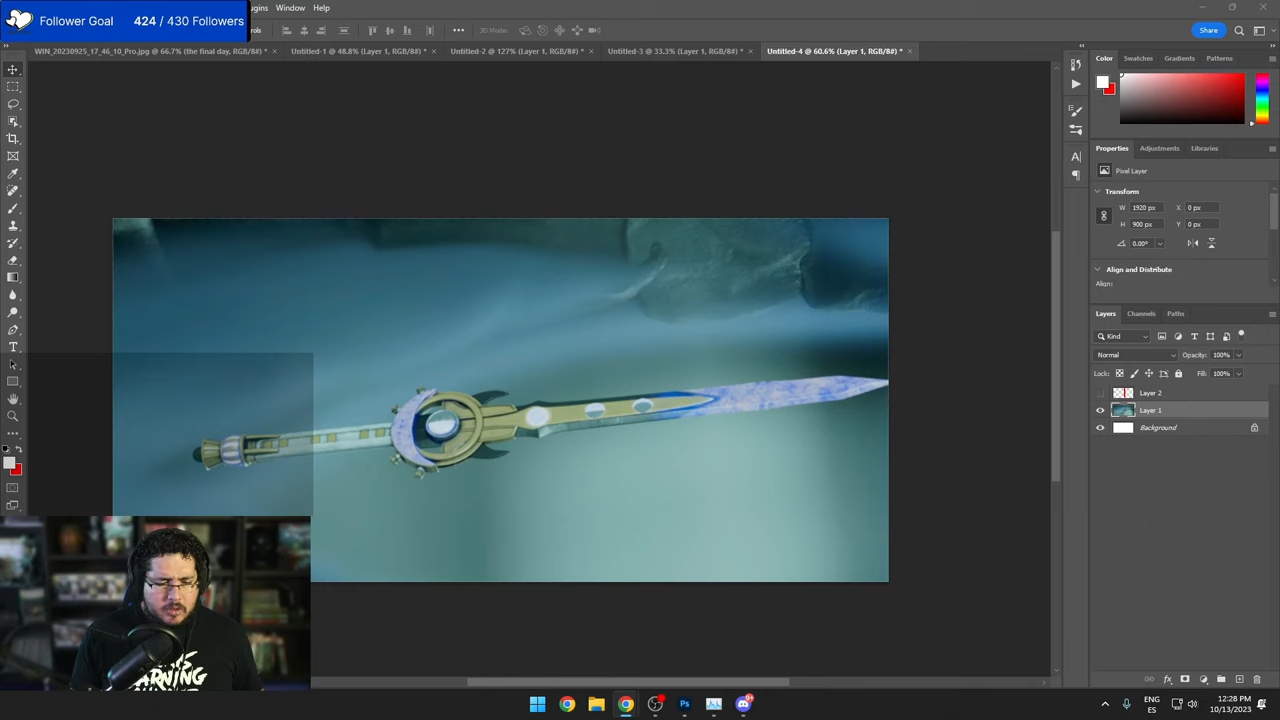 Follower Goal 424 / 430 Followers
ugins Window Help
ols 3D Mode: Share
WIN_20230925_17_46_10_Pro.jpg @ 66.7% (the final day, RGB/8#) * × Untitled-1 @ 48.8% (Layer 1, RGB/8#) * × Untitled-2 @ 127% (Layer 1, RGB/8#) * × Untitled-3 @ 33.3% (Layer 1, RGB/8#) * × Untitled-4 @ 60.6% (Layer 1, RGB/8#) * ×
Color Swatches Gradients Patterns
Properties Adjustments Libraries
Pixel Layer
Transform
W 1920 px X 0 px
H 900 px Y 0 px
0.00°
Align and Distribute
Align:
Layers Channels Paths
Kind
Normal Opacity: 100%
Lock: Fill: 100%
Layer 2
Layer 1
Background
ENG
ES
12:28 PM
10/13/2023